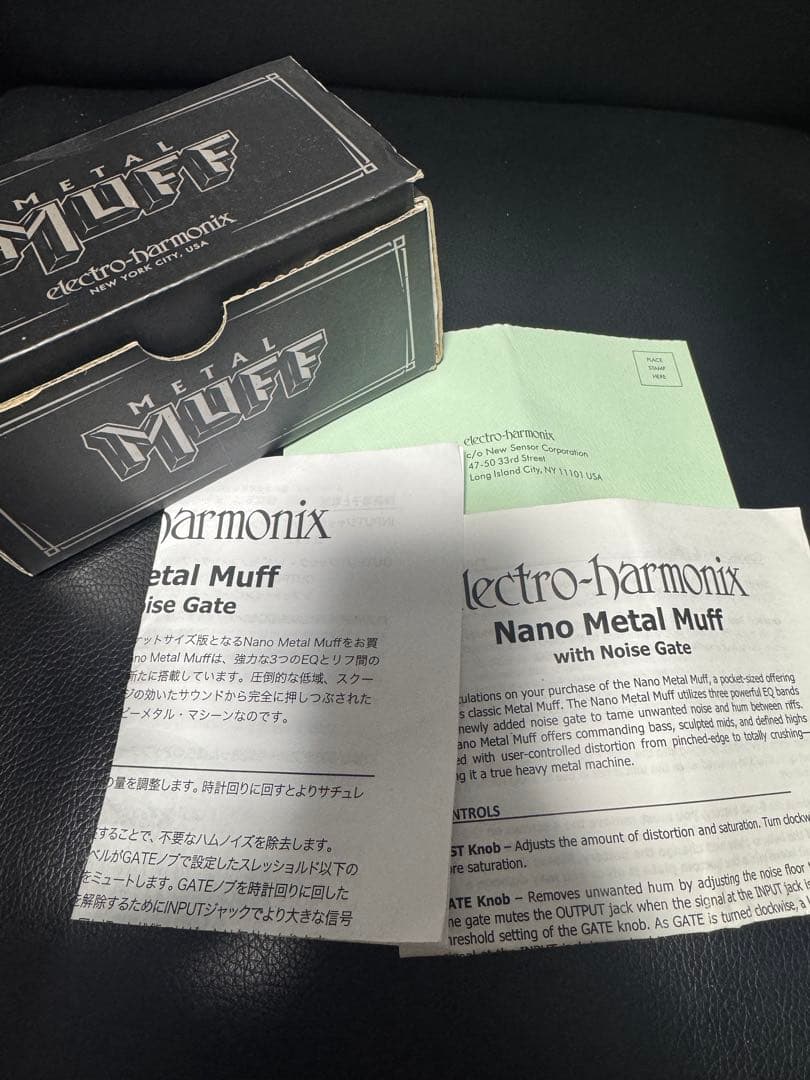 METAL
MUFF
electro-harmonix
NEW YORK CITY, USA
METAL
MUFF
PLACE
STAMP
HERE
electro-harmonix
c/o New Sensor Corporation
47-50 33rd Street
Long Island City, NY 11101 USA
harmonix
etal Muff
ise Gate
ケットサイズ版となるNano Metal Muffをお買
no Metal Muffは、強力な3つのEQとリフ間の
新たに搭載しています。圧倒的な低域、スクー
ジの効いたサウンドから完全に押しつぶされた
ビーメタル・マシーンなのです。
の量を調整します。時計回りに回すとよりサチュレ
することで、不要なハムノイズを除去します。
ベルがGATEノブで設定したスレッショルド以下の
をミュートします。GATEノブを時計回りに回した
を解除するためにINPUTジャックでより大きな信号
lectro-harmonix
Nano Metal Muff
with Noise Gate
ulations on your purchase of the Nano Metal Muff, a pocket-sized offering
s classic Metal Muff. The Nano Metal Muff utilizes three powerful EQ bands
newly added noise gate to tame unwanted noise and hum between riffs.
ano Metal Muff offers commanding bass, sculpted mids, and defined highs
ed with user-controlled distortion from pinched-edge to totally crushing—
g it a true heavy metal machine.
NTROLS
ST Knob – Adjusts the amount of distortion and saturation. Turn clockw
re saturation.
ATE Knob – Removes unwanted hum by adjusting the noise floor
he gate mutes the OUTPUT jack when the signal at the INPUT jack is
hreshold setting of the GATE knob. As GATE is turned clockwise, a